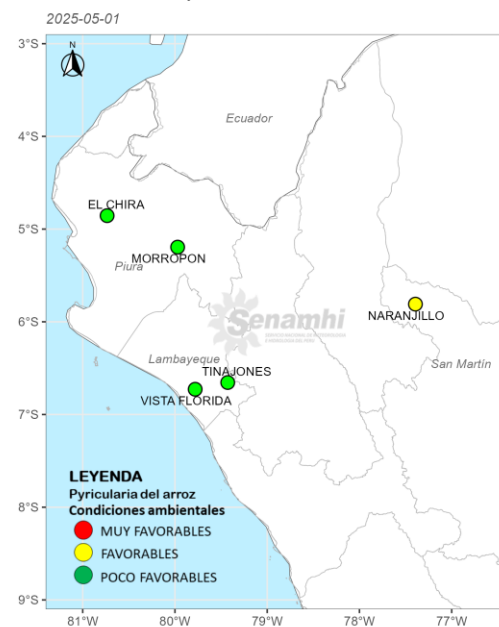 2025-05-01
N
3°S
4°S
5°S
6°S
7°S
8°S
9°S
Ecuador
EL CHIRA
MORROPON
Piura
NARANJILLO
Senamhi
Lambayeque
San Martín
TINAJONES
VISTA FLORIDA
LEYENDA
Pyricularia del arroz
Condiciones ambientales
MUY FAVORABLES
FAVORABLES
POCO FAVORABLES
81°W
80°W
79°W
78°W
77°W